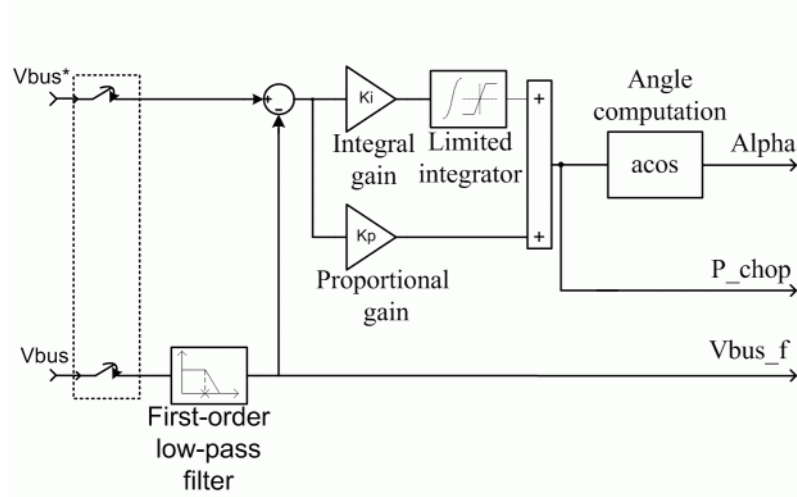 Vbus*
Ki
Integral
gain
Limited
integrator
+
-
+
+
Kp
Proportional
gain
Angle
computation
acos
Alpha
P_chop
Vbus
Vbus_f
First-order
low-pass
filter